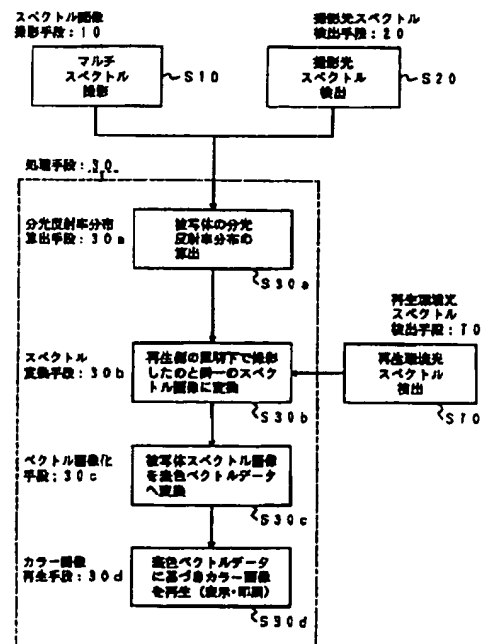 スペクトル画像
撮影手段:10
マルチ
スペクトル
撮影
S10
撮影光スペクトル
検出手段:20
撮影光
スペクトル
検出
S20
処理手段:30
分光反射率分布
算出手段:30a
被写体の分光
反射率分布の
算出
S30a
再生環境光
スペクトル
検出手段:70
再生環境光
スペクトル
検出
S70
スペクトル
変換手段:30b
再生側の照明下で撮影
したのと同一のスペク
トル画像に変換
S30b
ベクトル画像化
手段:30c
被写体スペクトル画像
を表色ベクトルデータ
へ変換
S30c
カラー画像
再生手段:30d
表色ベクトルデータ
に基づきカラー画像
を再生(表示・印刷)
S30d